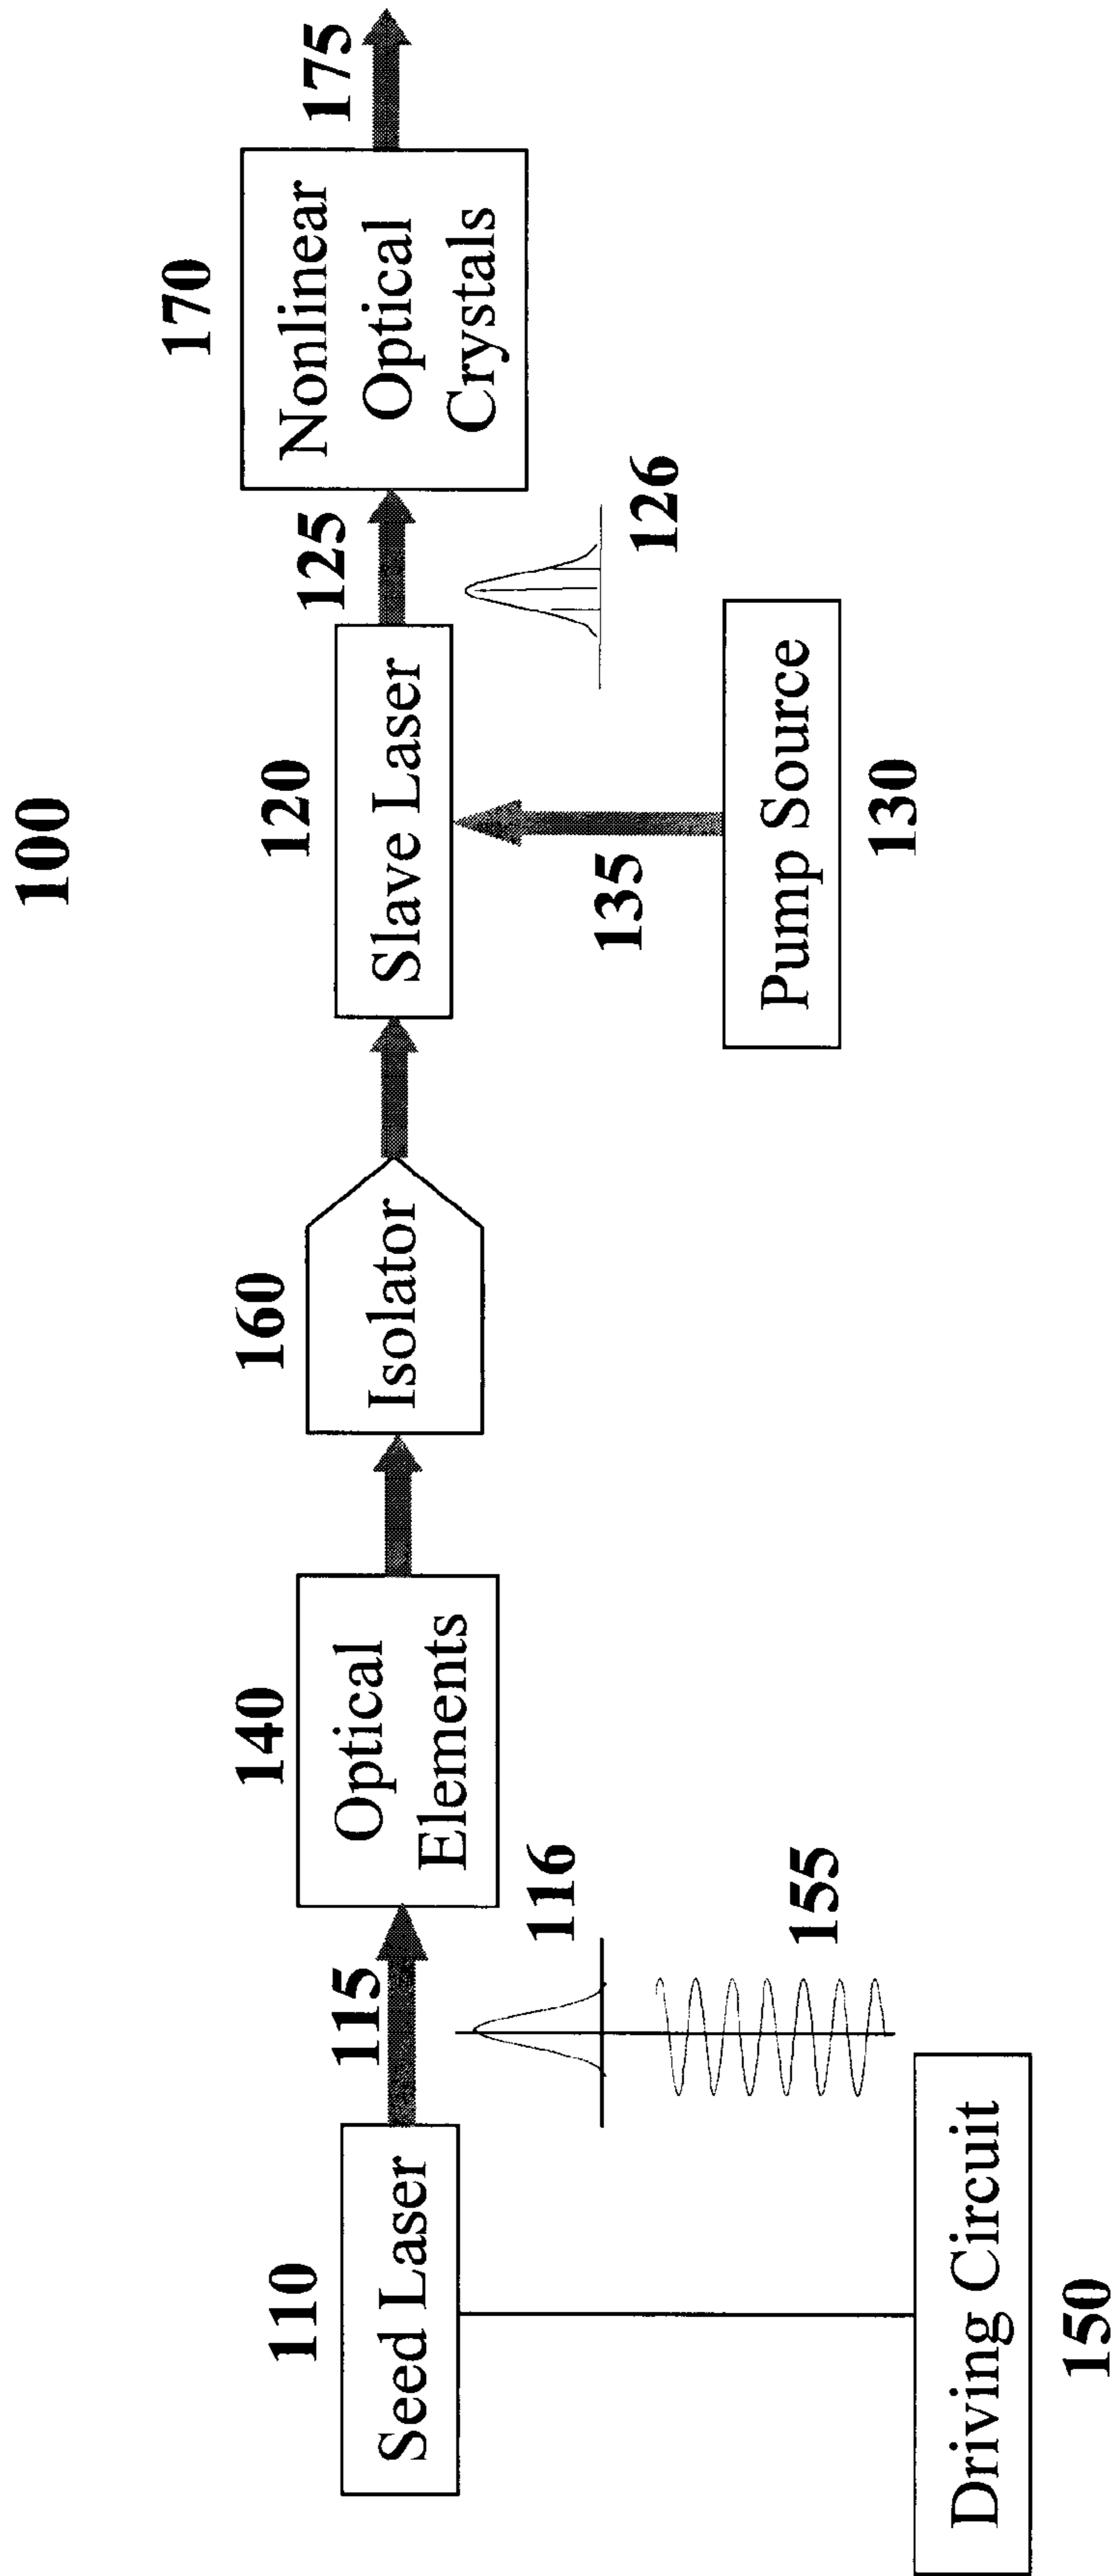 100
110
Seed Laser
115
116
155
Driving Circuit
150
140
Optical
Elements
160
Isolator
120
Slave Laser
125
126
135
Pump Source
130
170
Nonlinear
Optical
Crystals
175